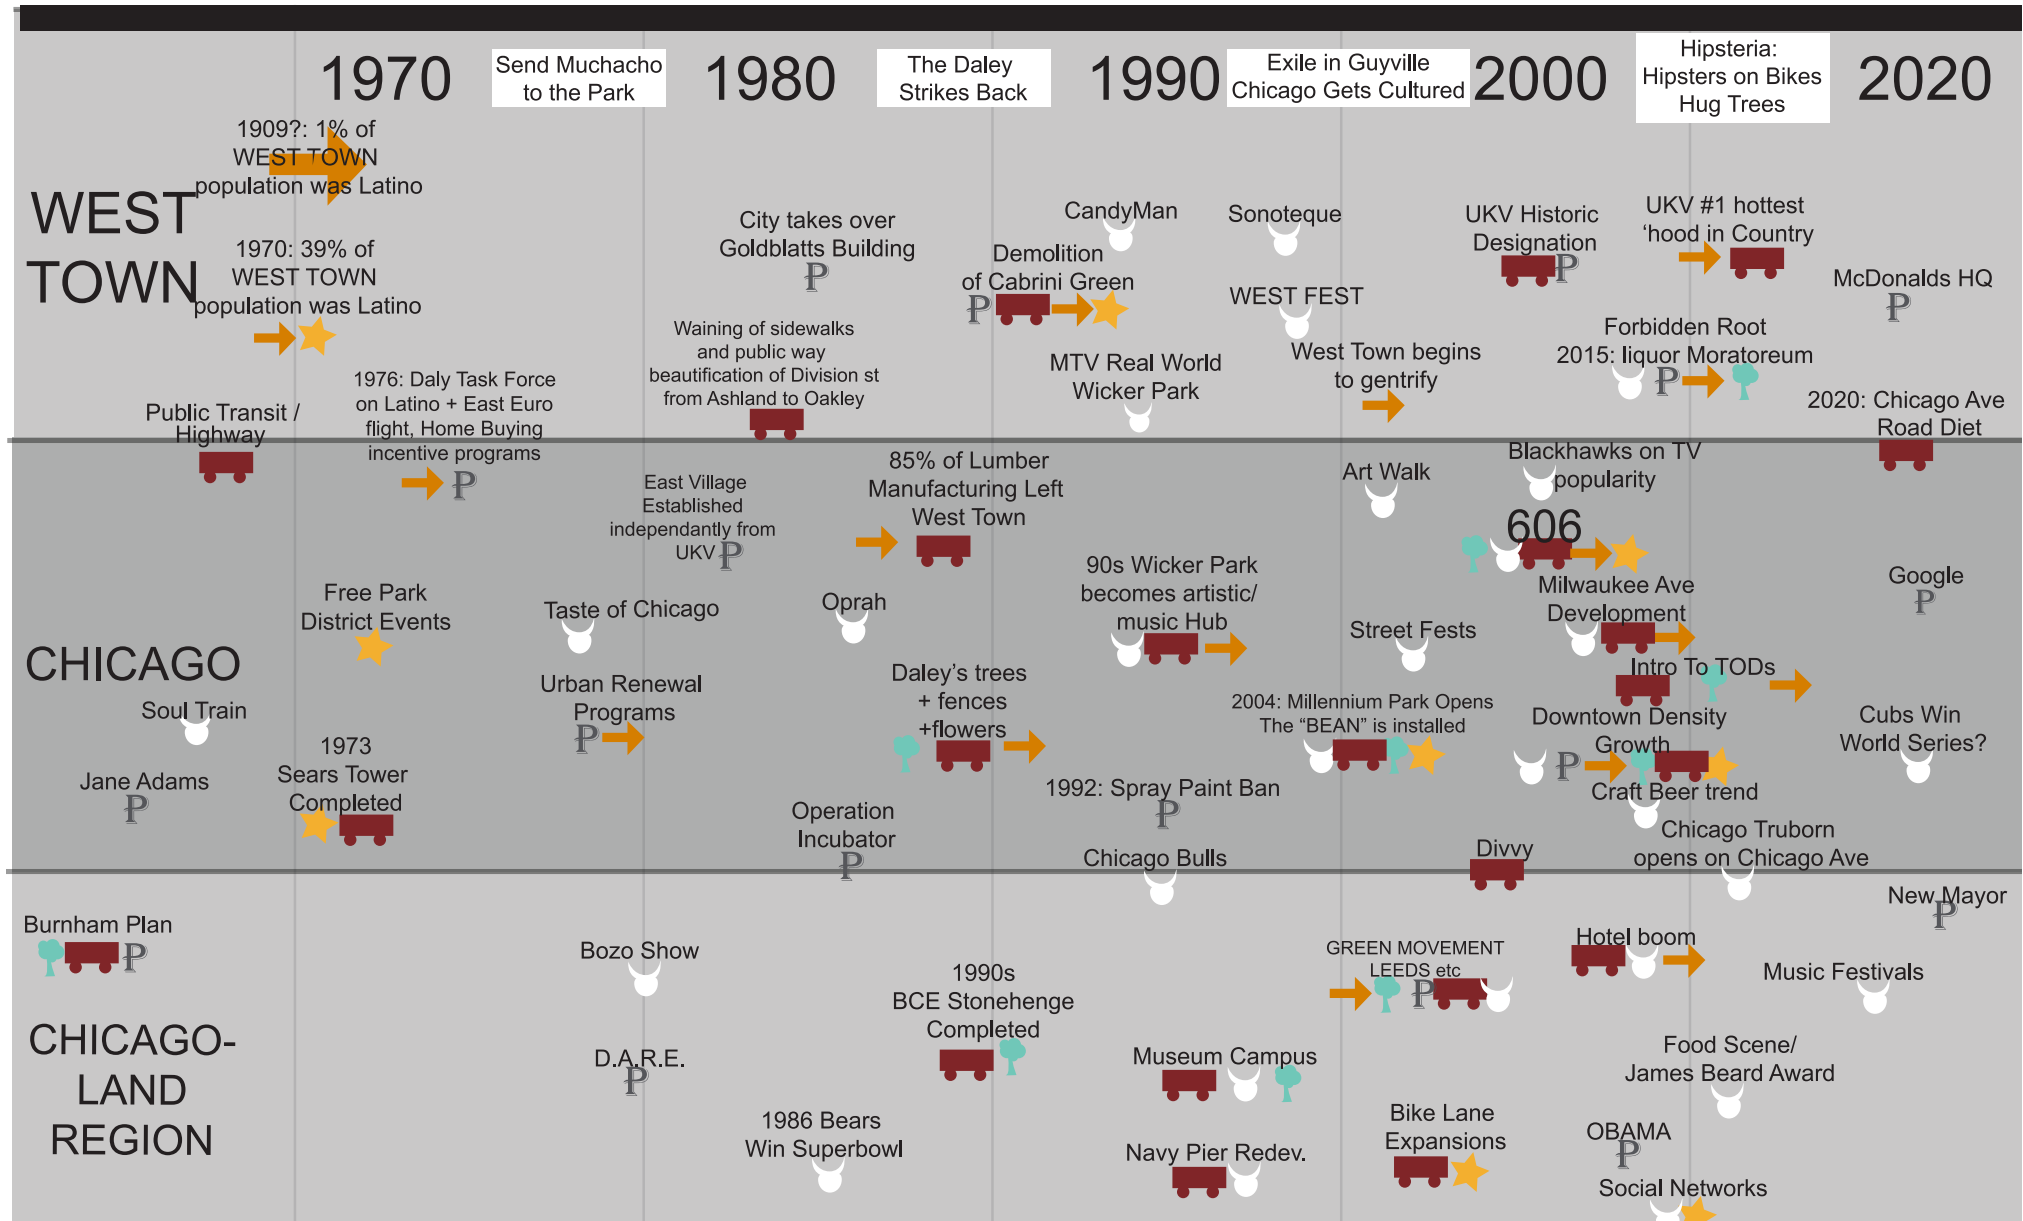 1970
Send Muchacho
to the Park
1980
The Daley
Strikes Back
1990
Exile in Guyville
Chicago Gets Cultured
2000
Hipsteria:
Hipsters on Bikes
Hug Trees
2020
WEST
TOWN
1909?: 1% of
WEST TOWN
population was Latino
1970: 39% of
WEST TOWN
population was Latino
Public Transit /
Highway
1976: Daly Task Force
on Latino + East Euro
flight, Home Buying
incentive programs
P
City takes over
Goldblatts Building
P
Waining of sidewalks
and public way
beautification of Division st
from Ashland to Oakley
CandyMan
Demolition
of Cabrini Green
P
MTV Real World
Wicker Park
Sonoteque
WEST FEST
West Town begins
to gentrify
UKV Historic
Designation
P
UKV #1 hottest
‘hood in Country
Forbidden Root
2015: liquor Moratoreum
P
McDonalds HQ
P
2020: Chicago Ave
Road Diet
CHICAGO
Soul Train
Jane Adams
P
Free Park
District Events
1973
Sears Tower
Completed
East Village
Established
independantly from
UKV P
Taste of Chicago
Urban Renewal
Programs
P
85% of Lumber
Manufacturing Left
West Town
Oprah
Daley’s trees
+ fences
+flowers
Operation
Incubator
P
90s Wicker Park
becomes artistic/
music Hub
1992: Spray Paint Ban
P
Chicago Bulls
Art Walk
Street Fests
2004: Millennium Park Opens
The “BEAN” is installed
Blackhawks on TV
popularity
606
Milwaukee Ave
Development
Intro To TODs
Downtown Density
Growth
P
Craft Beer trend
Chicago Truborn
opens on Chicago Ave
Divvy
Google
P
Cubs Win
World Series?
CHICAGO-
LAND
REGION
Burnham Plan
P
Bozo Show
D.A.R.E.
P
1986 Bears
Win Superbowl
1990s
BCE Stonehenge
Completed
Museum Campus
Navy Pier Redev.
GREEN MOVEMENT
LEEDS etc
P
Bike Lane
Expansions
Hotel boom
New Mayor
P
Music Festivals
Food Scene/
James Beard Award
OBAMA
P
Social Networks